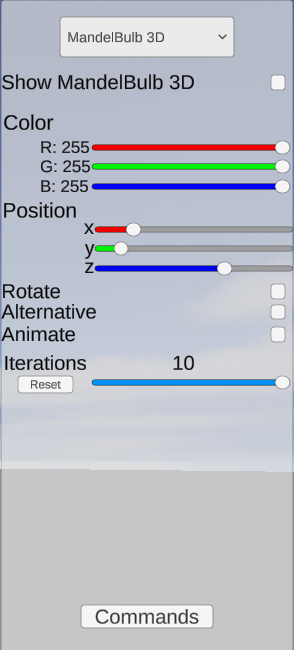 MandelBulb 3D
Show MandelBulb 3D
Color
R: 255
G: 255
B: 255
Position
x
y
z
Rotate
Alternative
Animate
Iterations 10
Reset
Commands